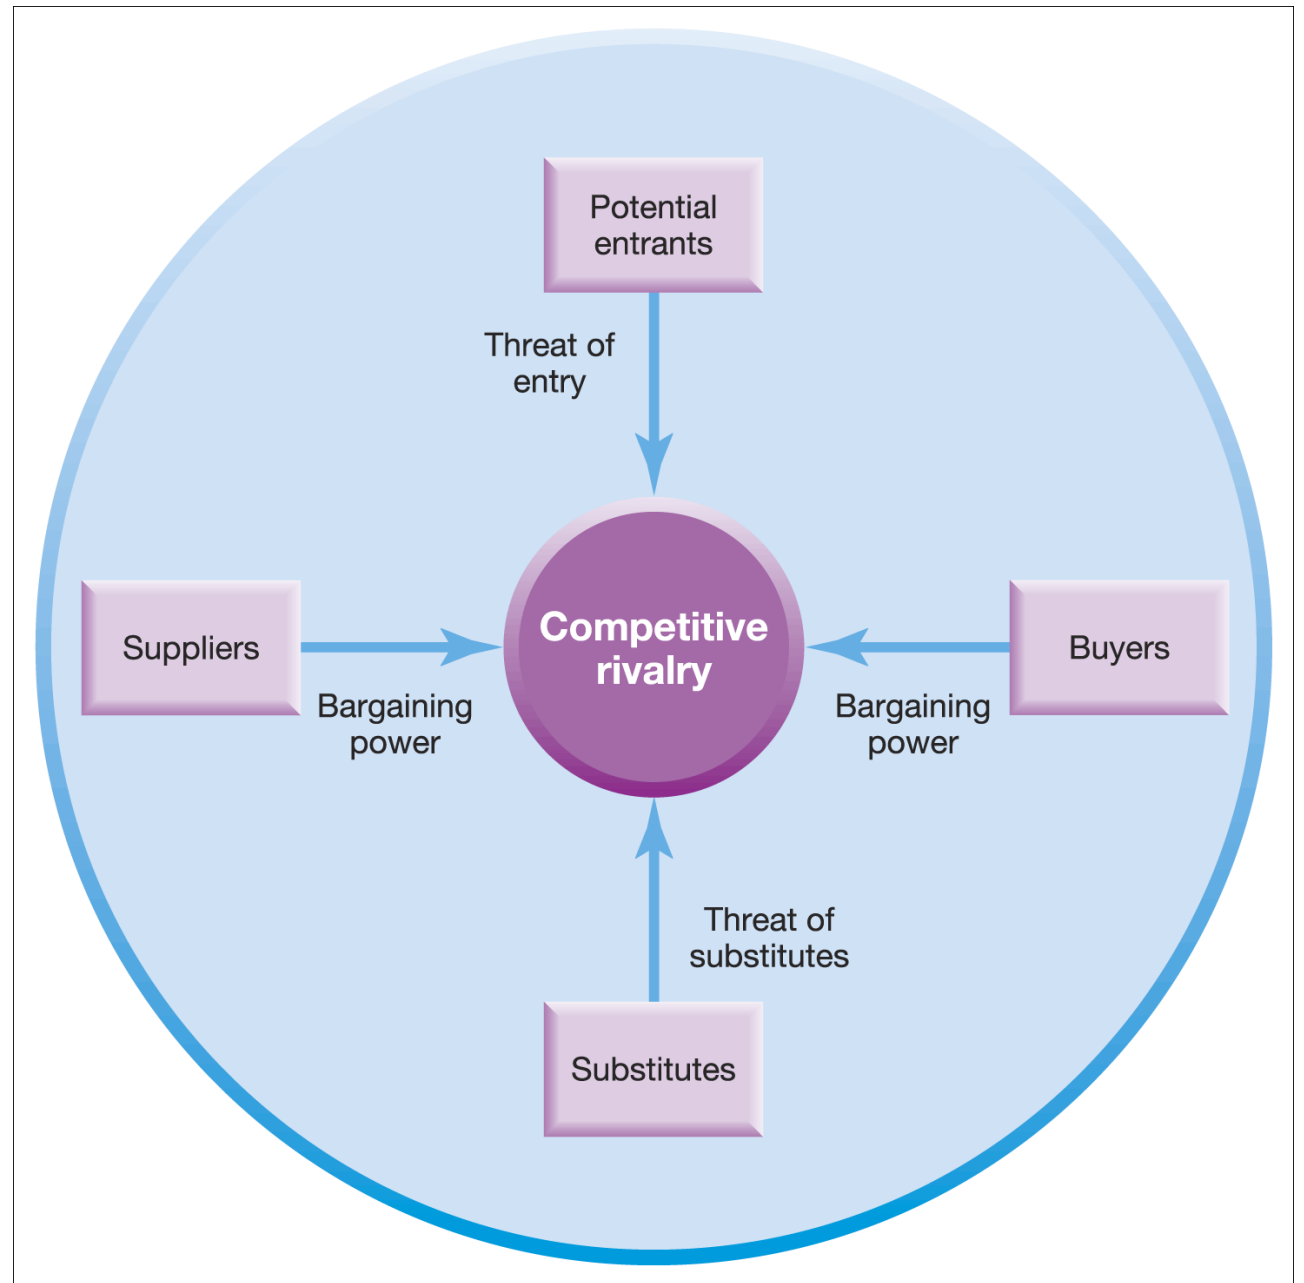 Potential
entrants
Threat of
entry
Suppliers
Bargaining
power
Competitive
rivalry
Buyers
Bargaining
power
Threat of
substitutes
Substitutes